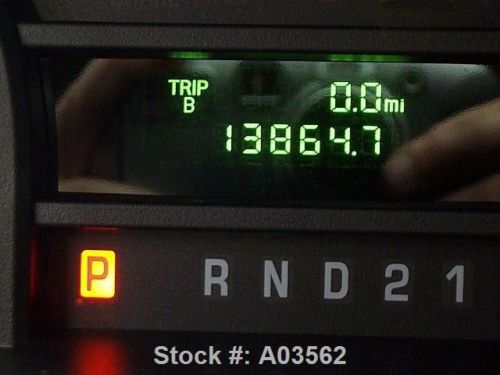 TRIP 0.0mi
B
13864.7
P R N D 2 1
Stock #: A03562